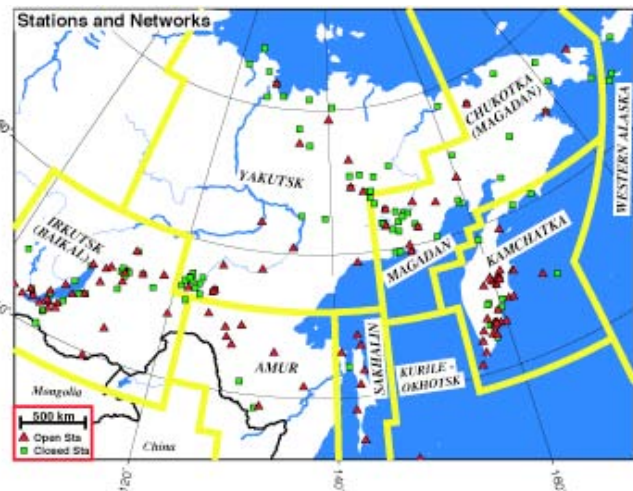 Stations and Networks
CHUKOTKA
(MAGADAN)
WESTERN ALASKA
YAKUTSK
IRKUTSK
(BAIKAL)
MAGADAN
KAMCHATKA
SAKHALIN
KURILE -
OKHOTSK
AMUR
Mongolia
China
500 km
Open Sta
Closed Sta
120°
140°
160°